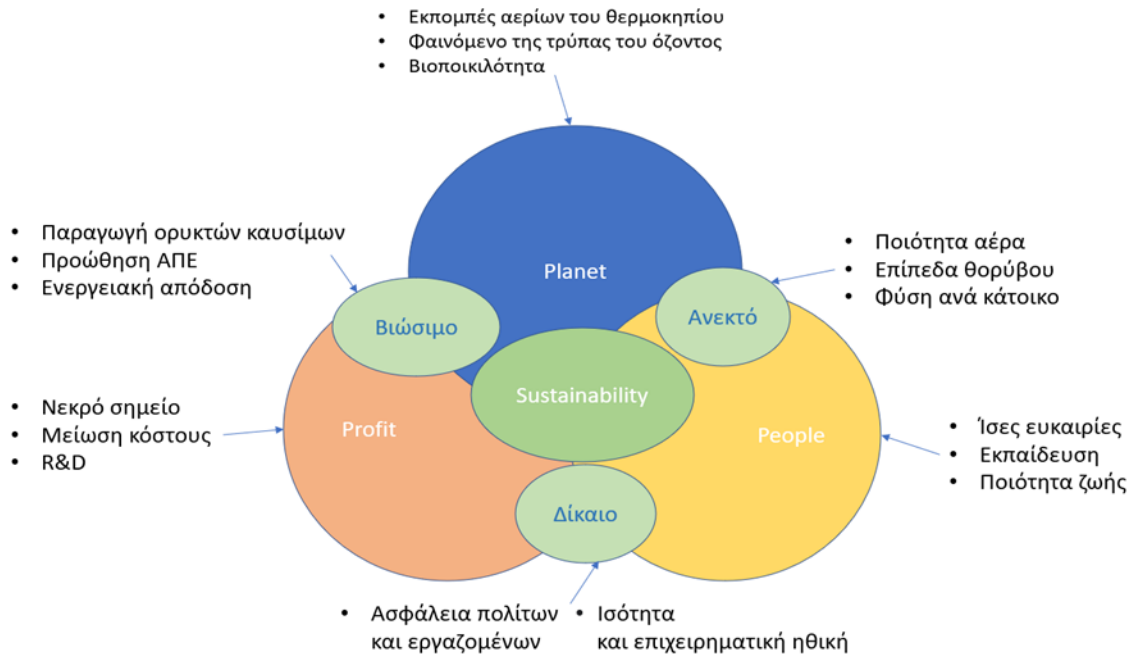 • Εκπομπές αερίων του θερμοκηπίου
• Φαινόμενο της τρύπας του όζοντος
• Βιοποικιλότητα
• Παραγωγή ορυκτών καυσίμων
• Προώθηση ΑΠΕ
• Ενεργειακή απόδοση
• Ποιότητα αέρα
• Επίπεδα θορύβου
• Φύση ανά κάτοικο
Planet
Βιώσιμο
Ανεκτό
Sustainability
• Νεκρό σημείο
• Μείωση κόστους
• R&D
Profit
People
• Ίσες ευκαιρίες
• Εκπαίδευση
• Ποιότητα ζωής
Δίκαιο
• Ασφάλεια πολίτων
και εργαζομένων
• Ισότητα
και επιχειρηματική ηθική